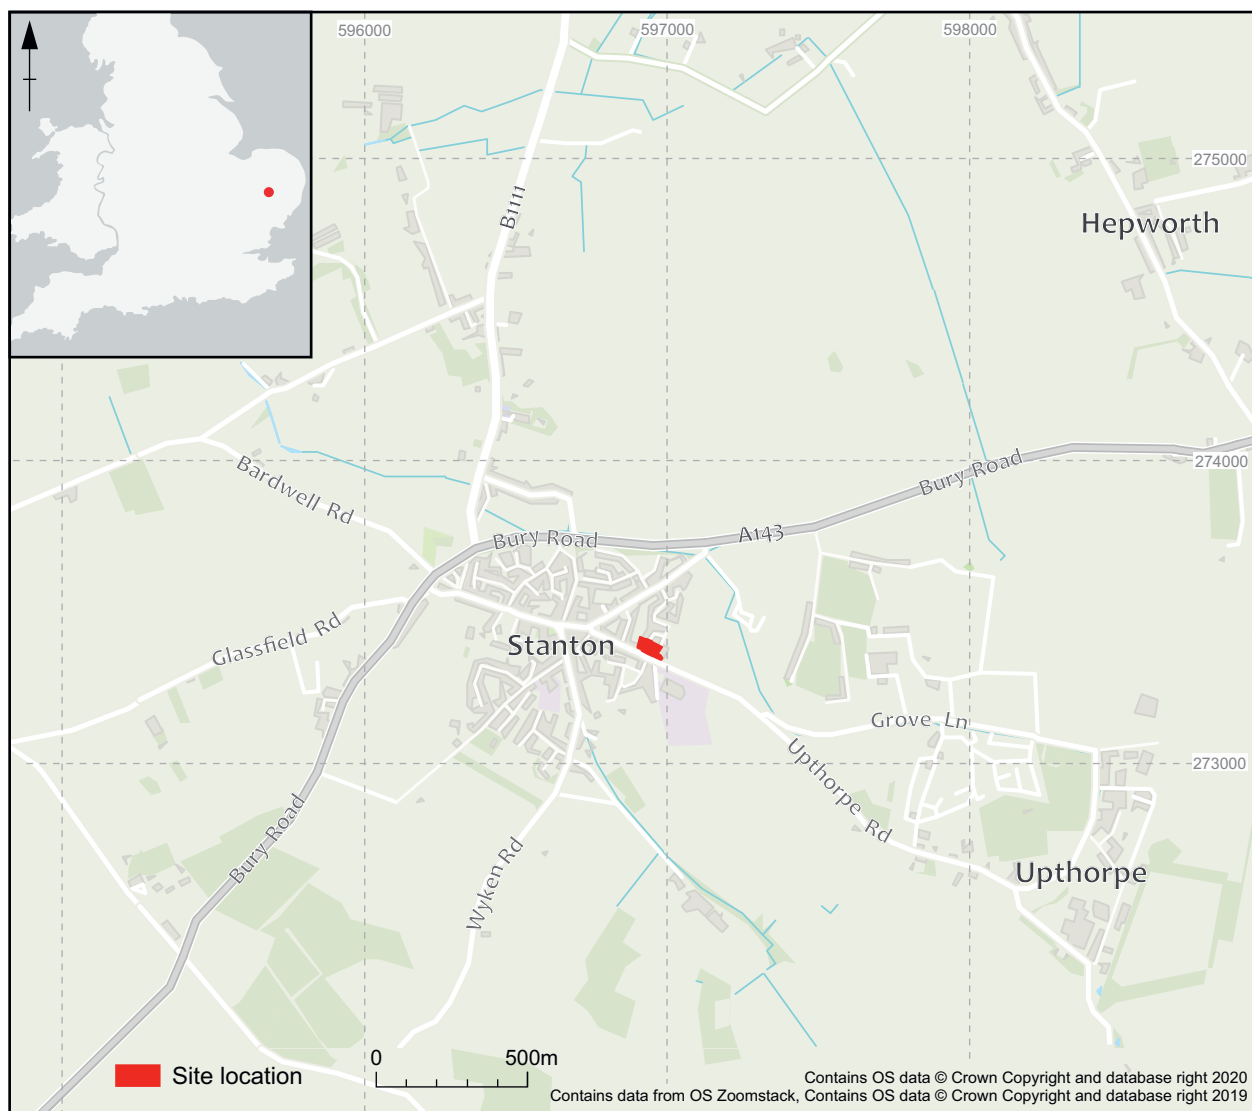 596000
597000
598000
275000
B1111
Hepworth
274000
Bury Road
Bardwell Rd
A143
Bury Road
Glassfield Rd
Stanton
Grove Ln
273000
Upthorpe Rd
Bury Road
Wyken Rd
Upthorpe
0 500m
Site location
Contains OS data © Crown Copyright and database right 2020
Contains data from OS Zoomstack, Contains OS data © Crown Copyright and database right 2019